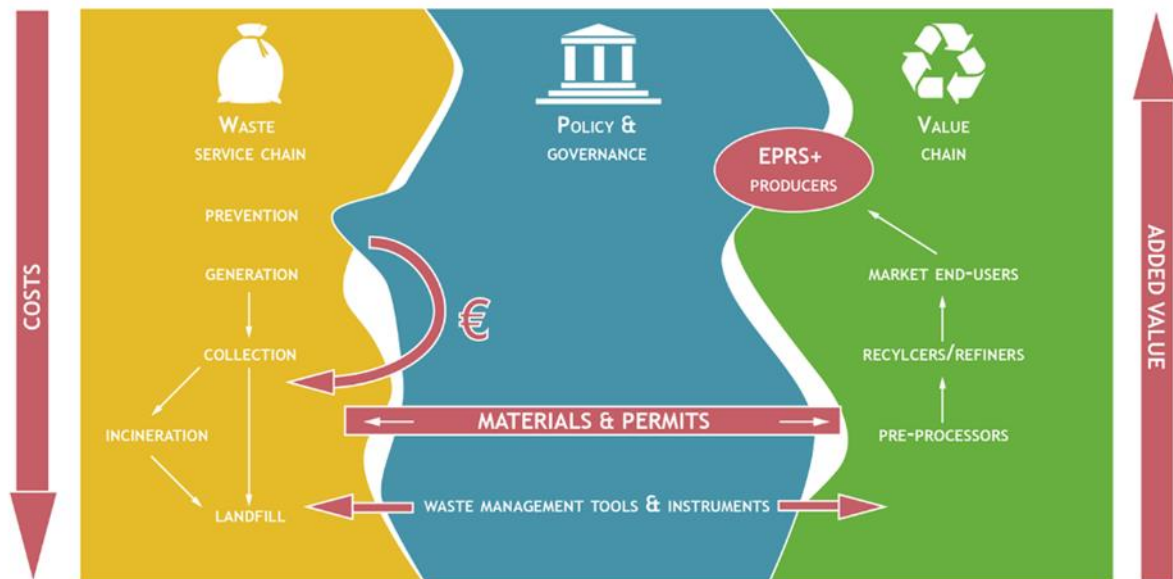 COSTS
WASTE
SERVICE CHAIN
PREVENTION
GENERATION
COLLECTION
INCINERATION
LANDFILL
POLICY &
GOVERNANCE
€
MATERIALS & PERMITS
WASTE MANAGEMENT TOOLS & INSTRUMENTS
EPRS+
PRODUCERS
VALUE
CHAIN
MARKET END-USERS
RECYLCERS/REFINERS
PRE-PROCESSORS
ADDED VALUE